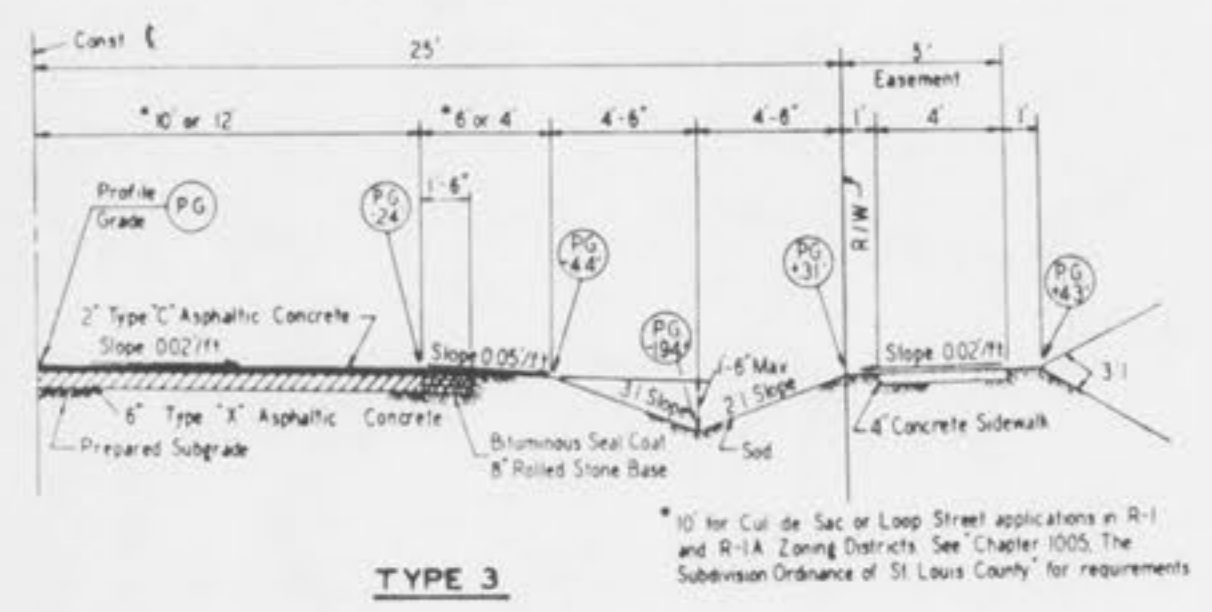 Const ℄
25'
5'
Easement
*10' or 12'
*6' or 4'
4'-6"
4'-6"
1'
4'
1'
1'-6"
Profile
Grade
PG
PG
-.24
PG
-.44'
PG
-1.94'
PG
+.31'
R/W
PG
+.43'
2" Type "C" Asphaltic Concrete
Slope 0.02'/ft.
Slope 0.05'/ft
1'-6" Max
Slope 0.02'/ft
3:1 Slope
2:1 Slope
3:1
6" Type "X" Asphaltic Concrete
Prepared Subgrade
Bituminous Seal Coat
8" Rolled Stone Base
Sod
4" Concrete Sidewalk
*10' for Cul de Sac or Loop Street applications in R-1
and R-1A Zoning Districts. See "Chapter 1005, The
Subdivision Ordinance of St. Louis County" for requirements
TYPE 3